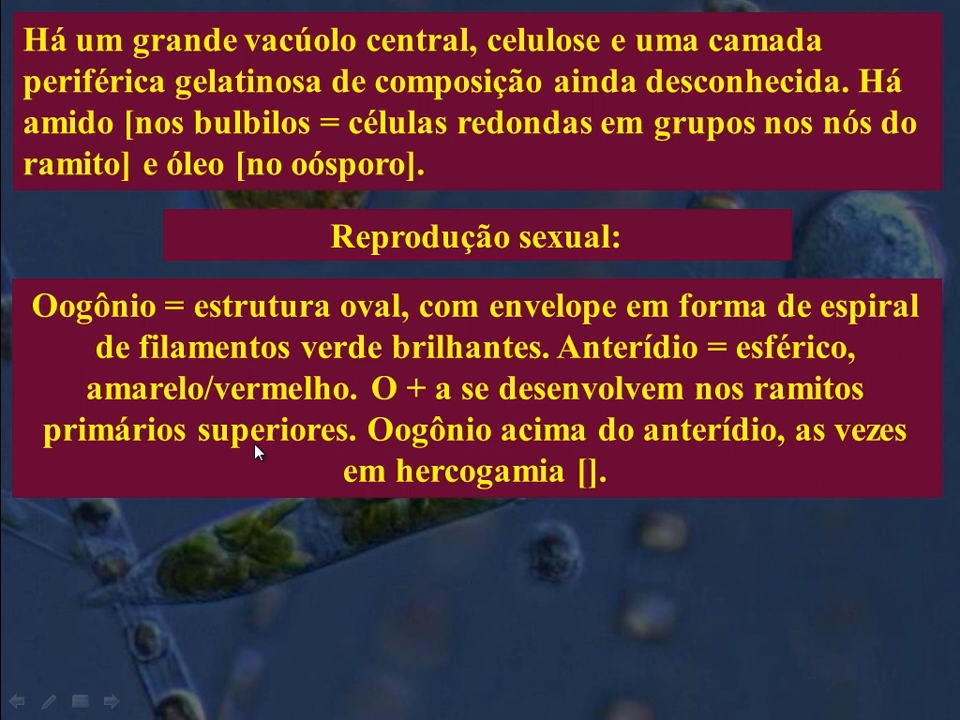 Há um grande vacúolo central, celulose e uma camada
periférica gelatinosa de composição ainda desconhecida. Há
amido [nos bulbilos = células redondas em grupos nos nós do
ramito] e óleo [no oósporo].
Reprodução sexual:
Oogônio = estrutura oval, com envelope em forma de espiral
de filamentos verde brilhantes. Anterídio = esférico,
amarelo/vermelho. O + a se desenvolvem nos ramitos
primários superiores. Oogônio acima do anterídio, as vezes
em hercogamia [].